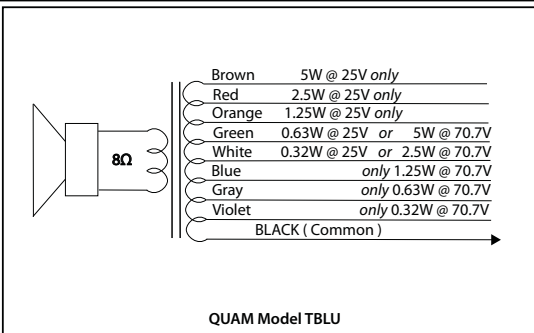 Brown 5W @ 25V only
Red 2.5W @ 25V only
Orange 1.25W @ 25V only
Green 0.63W @ 25V or 5W @ 70.7V
White 0.32W @ 25V or 2.5W @ 70.7V
Blue only 1.25W @ 70.7V
Gray only 0.63W @ 70.7V
Violet only 0.32W @ 70.7V
BLACK ( Common )
8Ω
QUAM Model TBLU